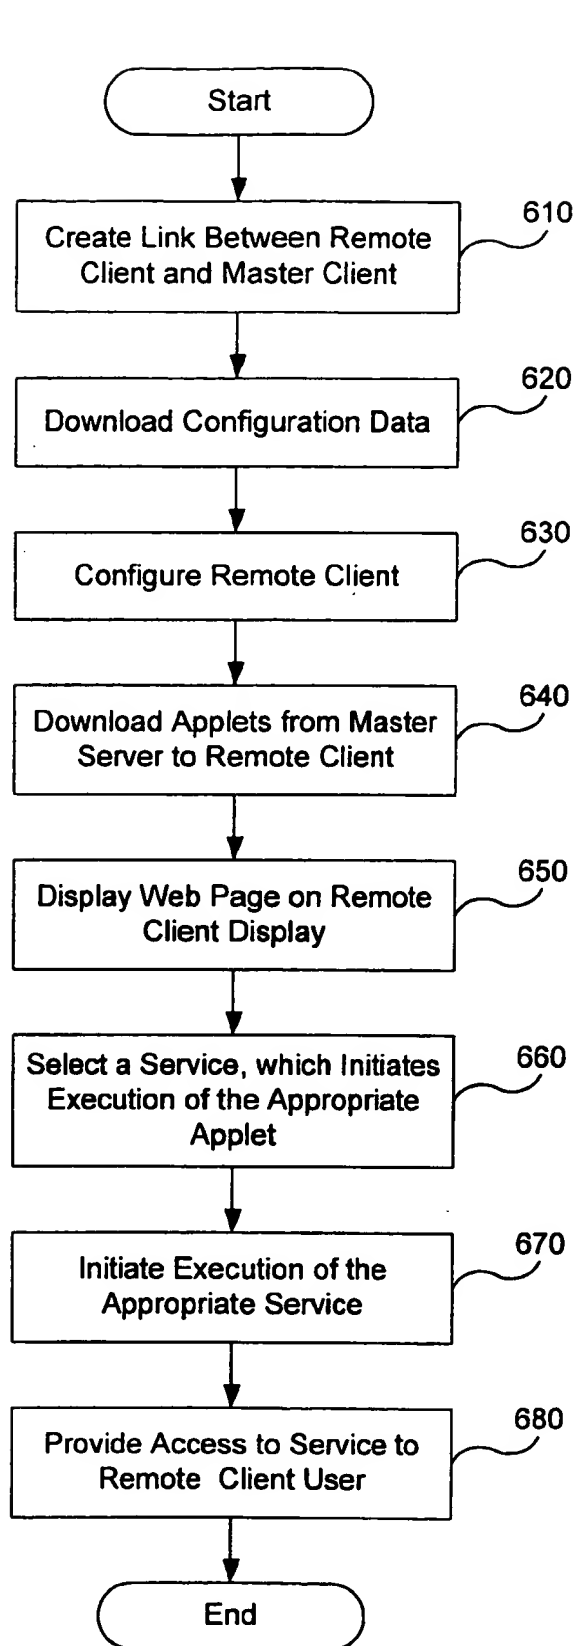 Start
610
Create Link Between Remote
Client and Master Client
620
Download Configuration Data
630
Configure Remote Client
640
Download Applets from Master
Server to Remote Client
650
Display Web Page on Remote
Client Display
660
Select a Service, which Initiates
Execution of the Appropriate
Applet
670
Initiate Execution of the
Appropriate Service
680
Provide Access to Service to
Remote Client User
End